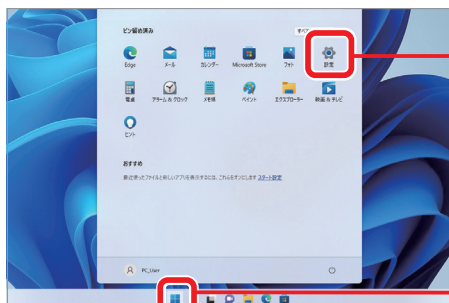 ピン留め済み
すべて
Edge
メール
カレンダー
Microsoft Store
フォト
設定
電卓
アラーム & クロック
メモ帳
ペイント
エクスプローラー
映画 & テレビ
ヒント
おすすめ
最近使ったファイルと新しいアプリを表示するには、これらをオンにします スタート設定
PC_User